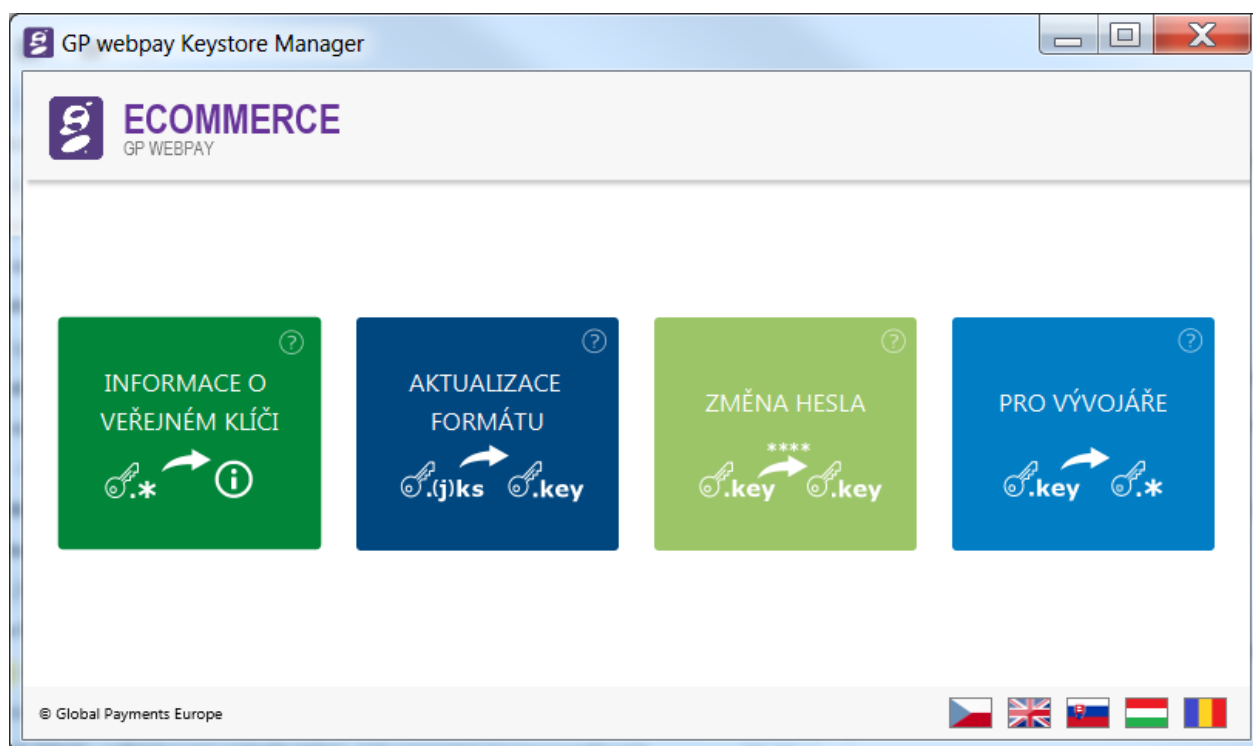 GP webpay Keystore Manager
ECOMMERCE
GP WEBPAY
INFORMACE O
VEŘEJNÉM KLÍČI
.*
AKTUALIZACE
FORMÁTU
.(j)ks .key
ZMĚNA HESLA
****
.key .key
PRO VÝVOJÁŘE
.key .*
© Global Payments Europe